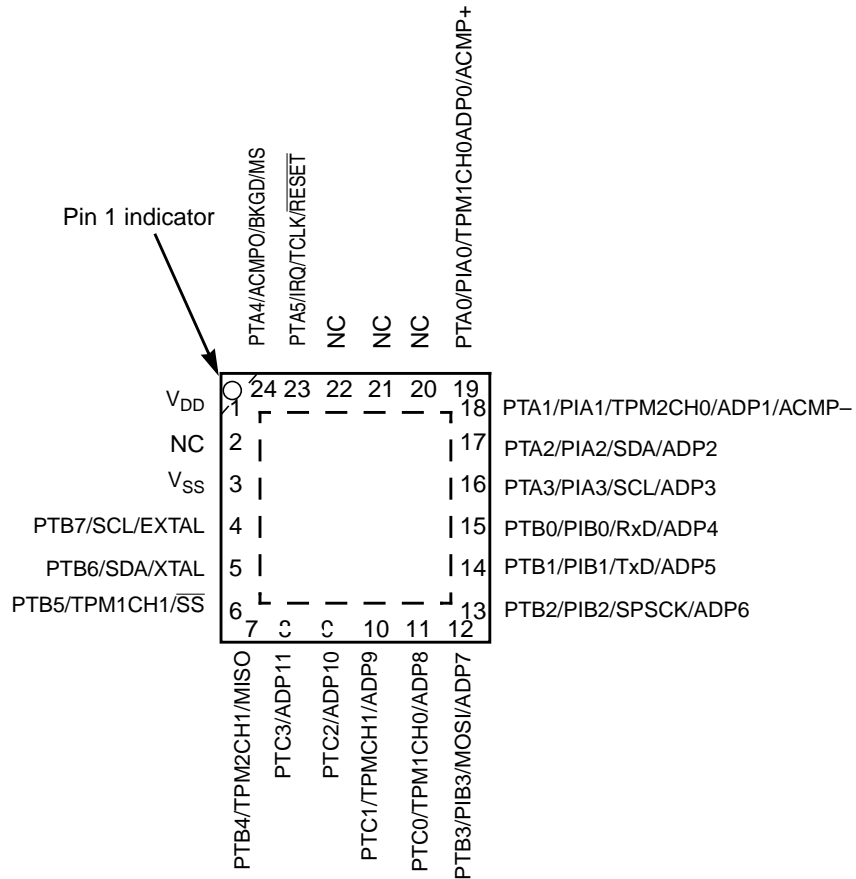 PTA4/ACMPO/BKGD/MS
PTA5/IRQ/TCLK/RESET
NC
NC
NC
PTA0/PIA0/TPM1CH0ADP0/ACMP+
Pin 1 indicator
24 23 22 21 20 19
VDD 1
NC 2
VSS 3
PTB7/SCL/EXTAL 4
PTB6/SDA/XTAL 5
PTB5/TPM1CH1/SS 6
18 PTA1/PIA1/TPM2CH0/ADP1/ACMP–
17 PTA2/PIA2/SDA/ADP2
16 PTA3/PIA3/SCL/ADP3
15 PTB0/PIB0/RxD/ADP4
14 PTB1/PIB1/TxD/ADP5
13 PTB2/PIB2/SPSCK/ADP6
7 10 11 12
PTB4/TPM2CH1/MISO
PTC3/ADP11
PTC2/ADP10
PTC1/TPMCH1/ADP9
PTC0/TPM1CH0/ADP8
PTB3/PIB3/MOSI/ADP7